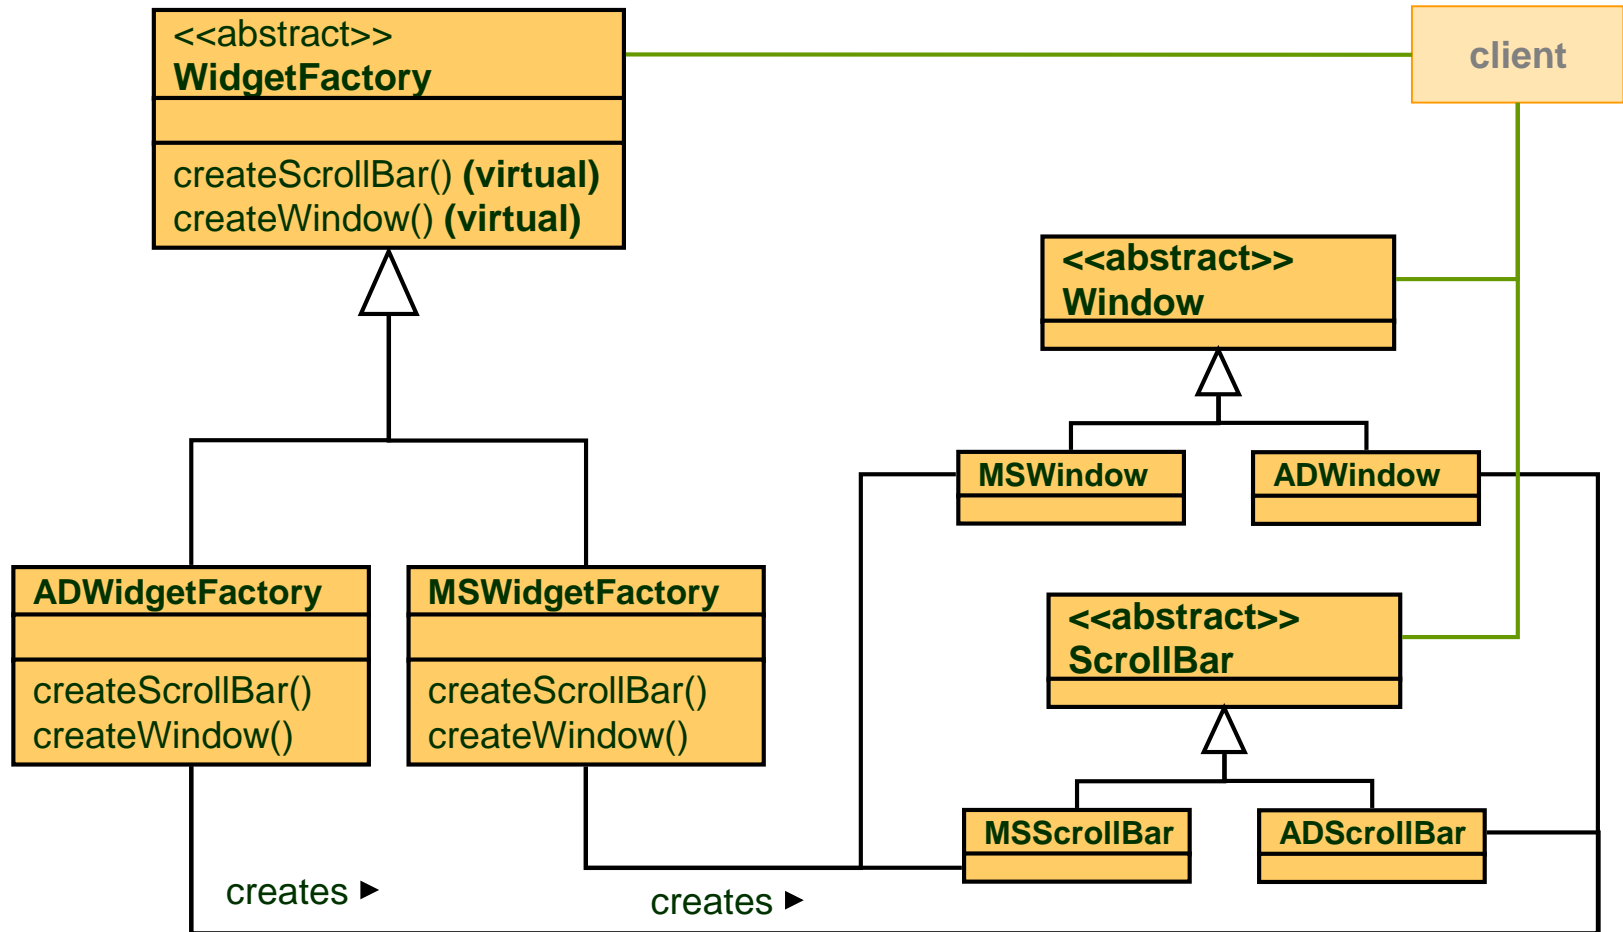 <<abstract>>
WidgetFactory
createScrollBar() (virtual)
createWindow() (virtual)
client
<<abstract>>
Window
MSWindow
ADWindow
ADWidgetFactory
createScrollBar()
createWindow()
MSWidgetFactory
createScrollBar()
createWindow()
<<abstract>>
ScrollBar
MSScrollBar
ADScrollBar
creates ►
creates ►